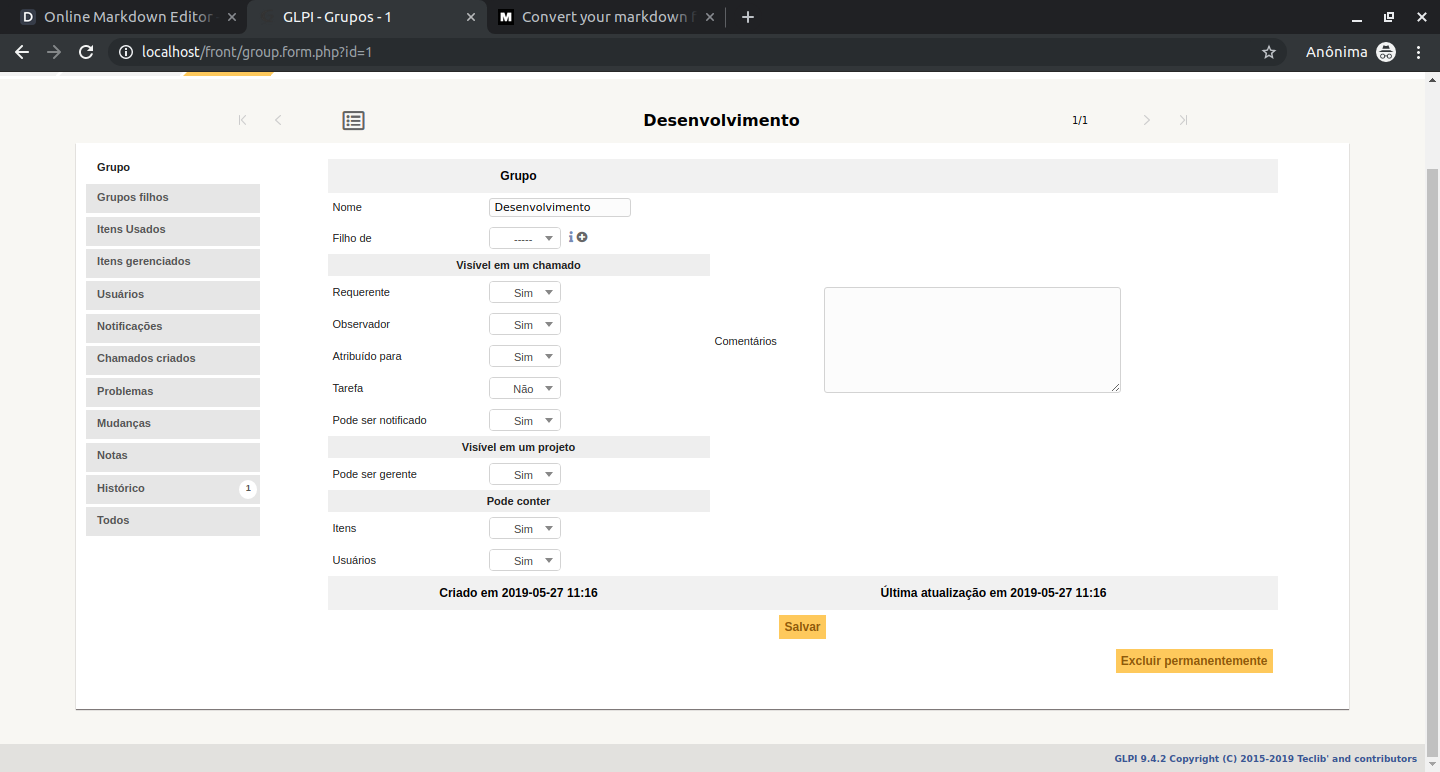 Online Markdown Editor
GLPI - Grupos - 1
Convert your markdown f
localhost/front/group.form.php?id=1
Anônima
Desenvolvimento
1/1
Grupo
Grupos filhos
Itens Usados
Itens gerenciados
Usuários
Notificações
Chamados criados
Problemas
Mudanças
Notas
Histórico 1
Todos
Grupo
Nome Desenvolvimento
Filho de -----
Visível em um chamado
Requerente Sim
Observador Sim
Atribuído para Sim
Tarefa Não
Pode ser notificado Sim
Comentários
Visível em um projeto
Pode ser gerente Sim
Pode conter
Itens Sim
Usuários Sim
Criado em 2019-05-27 11:16
Última atualização em 2019-05-27 11:16
Salvar
Excluir permanentemente
GLPI 9.4.2 Copyright (C) 2015-2019 Teclib' and contributors